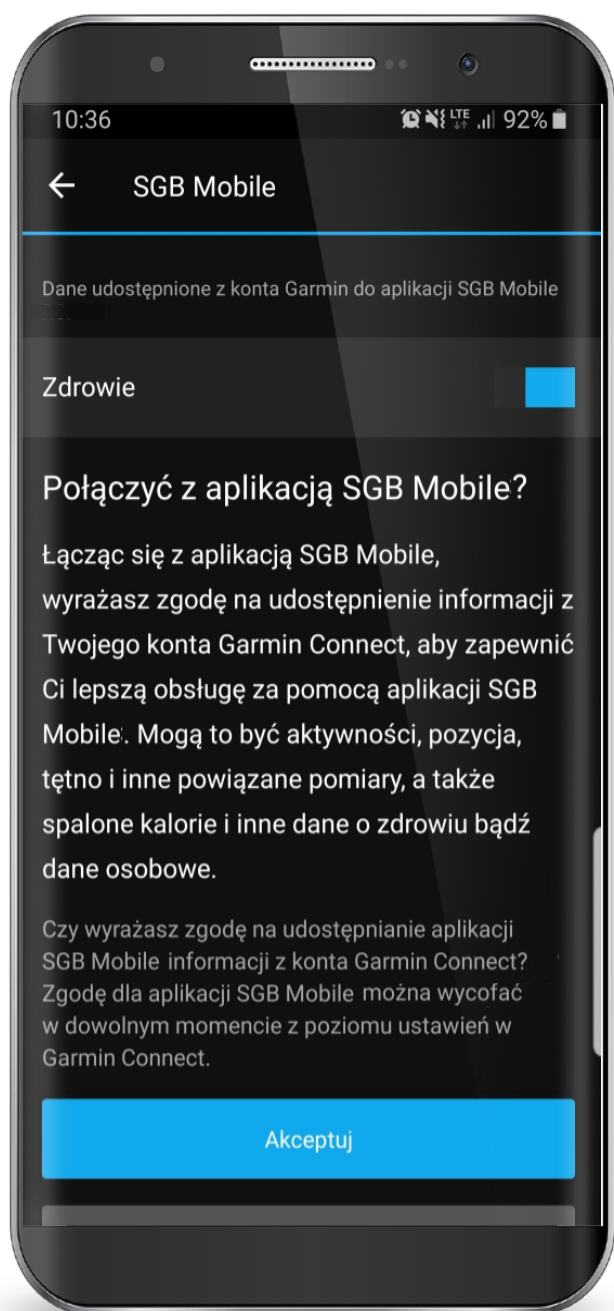 10:36 LTE 92%
SGB Mobile
Dane udostępnione z konta Garmin do aplikacji SGB Mobile
Zdrowie
Połączyć z aplikacją SGB Mobile?
Łącząc się z aplikacją SGB Mobile,
wyrażasz zgodę na udostępnienie informacji z
Twojego konta Garmin Connect, aby zapewnić
Ci lepszą obsługę za pomocą aplikacji SGB
Mobile. Mogą to być aktywności, pozycja,
tętno i inne powiązane pomiary, a także
spalone kalorie i inne dane o zdrowiu bądź
dane osobowe.
Czy wyrażasz zgodę na udostępnianie aplikacji
SGB Mobile informacji z konta Garmin Connect?
Zgodę dla aplikacji SGB Mobile można wycofać
w dowolnym momencie z poziomu ustawień w
Garmin Connect.
Akceptuj